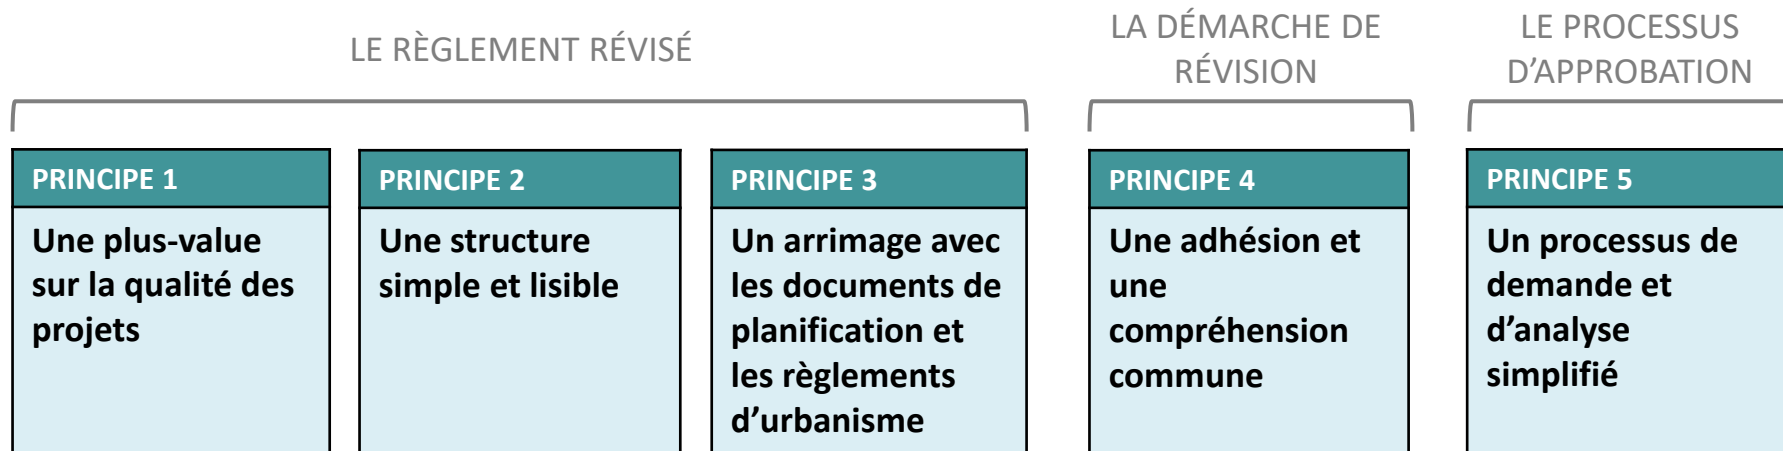 LE RÈGLEMENT RÉVISÉ
LA DÉMARCHE DE
RÉVISION
LE PROCESSUS
D’APPROBATION
PRINCIPE 1
Une plus-value
sur la qualité des
projets
PRINCIPE 2
Une structure
simple et lisible
PRINCIPE 3
Un arrimage avec
les documents de
planification et
les règlements
d’urbanisme
PRINCIPE 4
Une adhésion et
une
compréhension
commune
PRINCIPE 5
Un processus de
demande et
d’analyse
simplifié